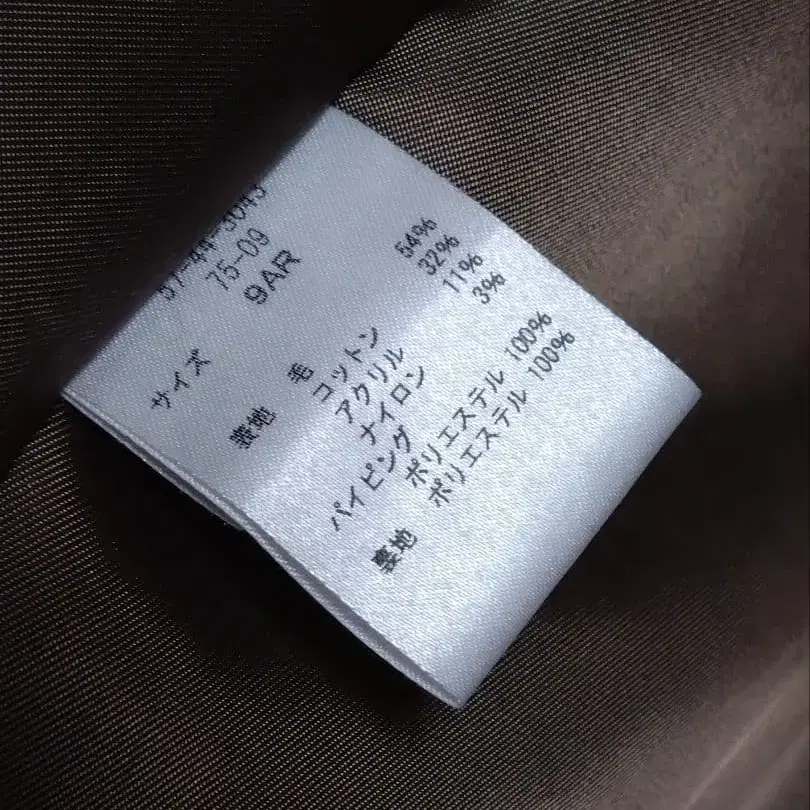 75-09
サイズ 9AR
表地 毛 54%
コットン 32%
アクリル 11%
ナイロン 3%
パイピング
ポリエステル 100%
裏地 ポリエステル 100%